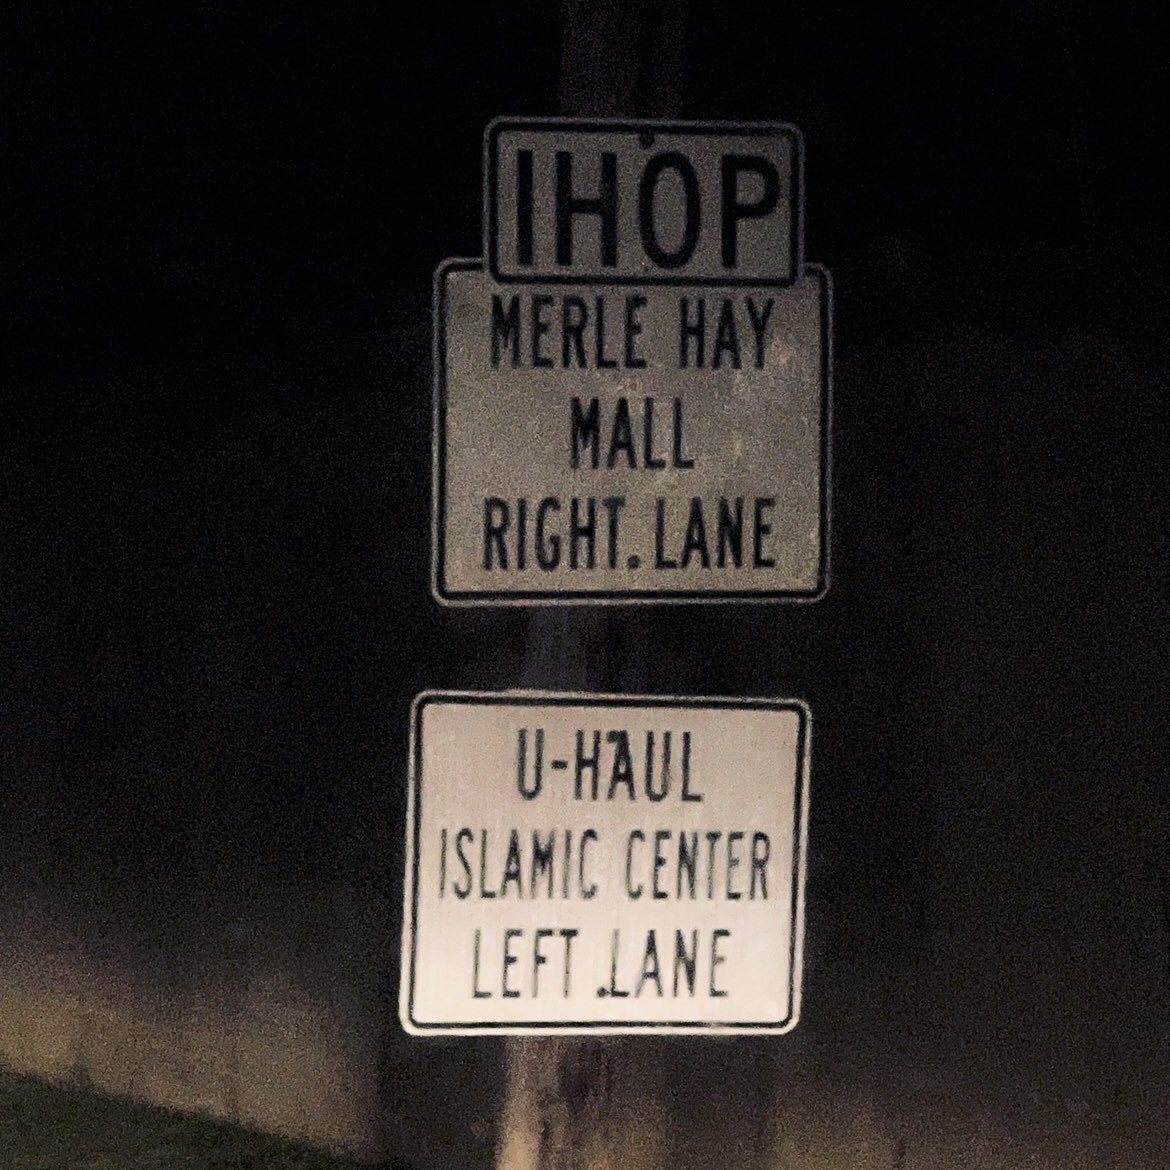 IHOP
MERLE HAY
MALL
RIGHT LANE
U-HAUL
ISLAMIC CENTER
LEFT LANE